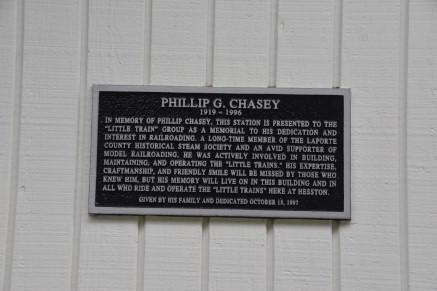 PHILLIP G. CHASEY
1919 – 1996
IN MEMORY OF PHILLIP CHASEY, THIS STATION IS PRESENTED TO THE
"LITTLE TRAIN" GROUP AS A MEMORIAL TO HIS DEDICATION AND
INTEREST IN RAILROADING. A LONG-TIME MEMBER OF THE LAPORTE
COUNTY HISTORICAL STEAM SOCIETY AND AN AVID SUPPORTER OF
MODEL RAILROADING, HE WAS ACTIVELY INVOLVED IN BUILDING,
MAINTAINING, AND OPERATING THE "LITTLE TRAINS." HIS EXPERTISE,
CRAFTMANSHIP, AND FRIENDLY SMILE WILL BE MISSED BY THOSE WHO
KNEW HIM, BUT HIS MEMORY WILL LIVE ON IN THIS BUILDING AND IN
ALL WHO RIDE AND OPERATE THE "LITTLE TRAINS" HERE AT HESSTON.
GIVEN BY HIS FAMILY AND DEDICATED OCTOBER 18, 1997